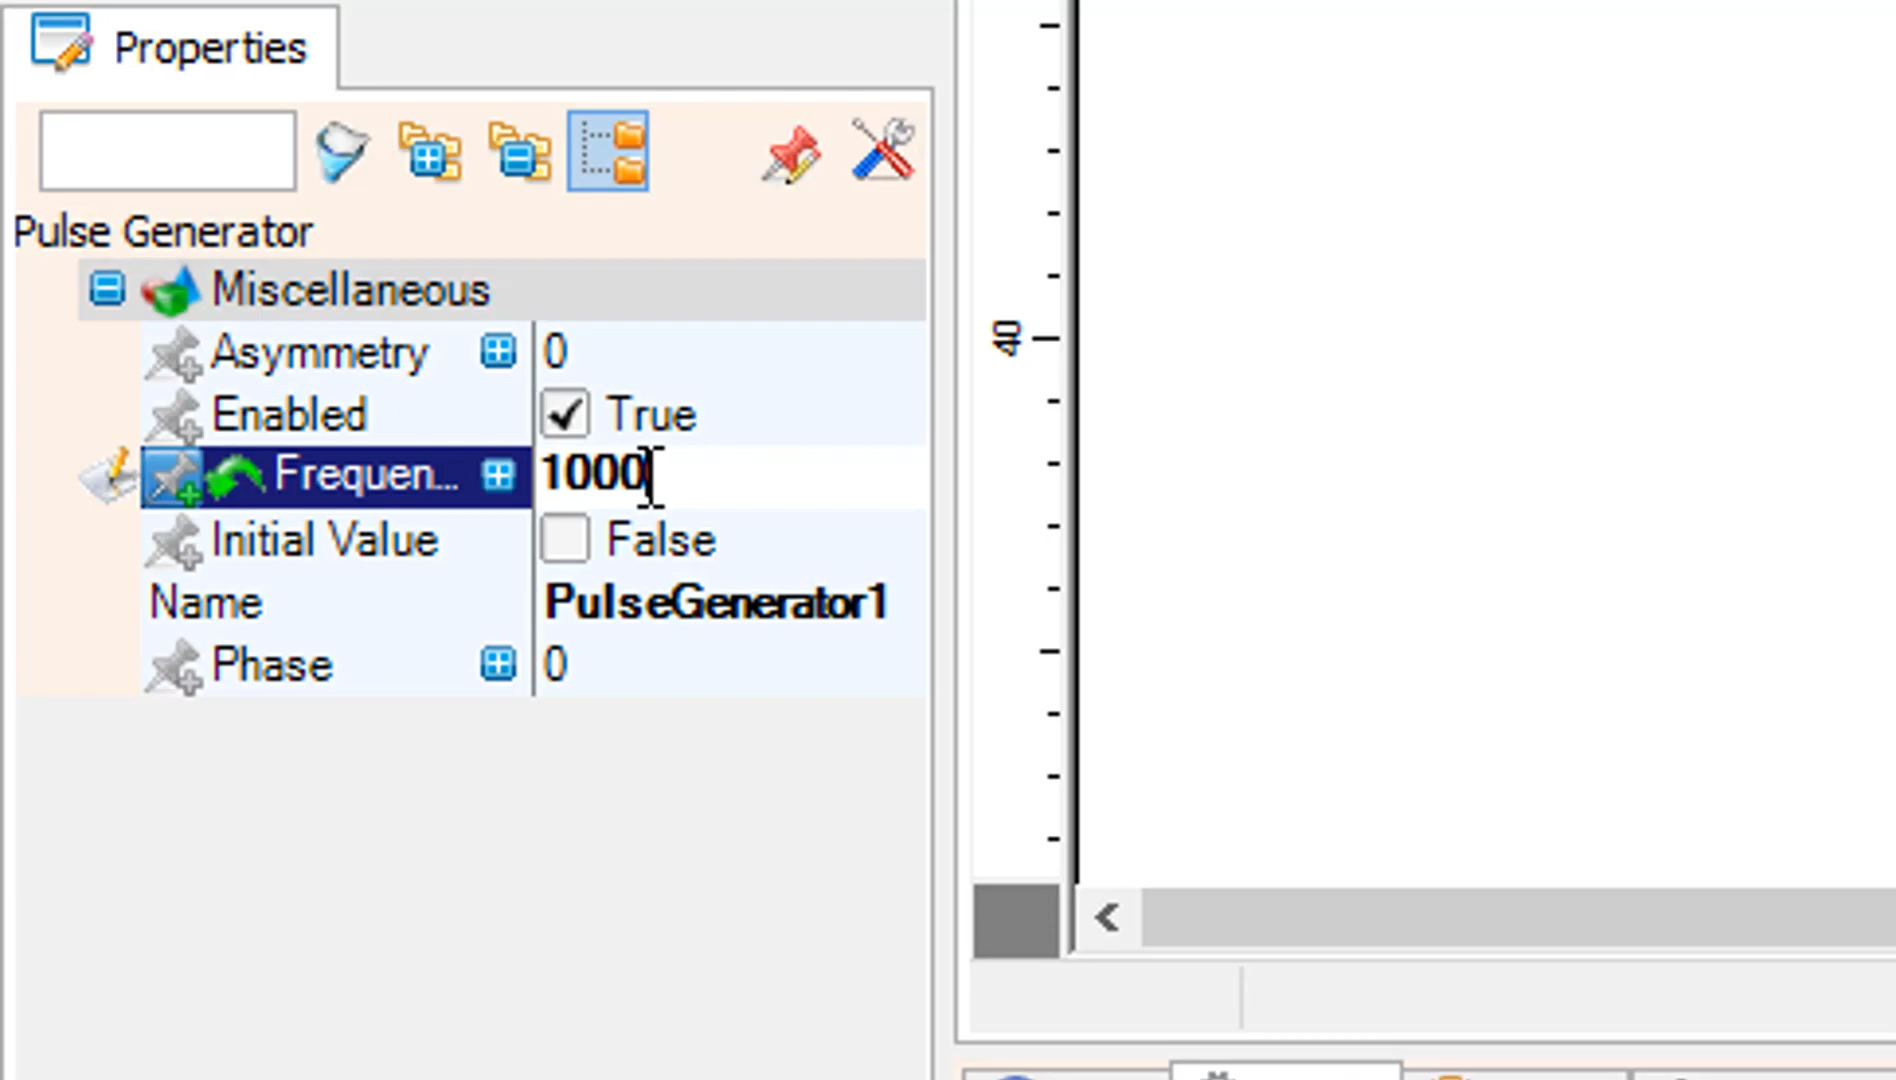 Properties
Pulse Generator
Miscellaneous
Asymmetry 0
Enabled True
Frequen... 1000
Initial Value False
Name PulseGenerator1
Phase 0
40